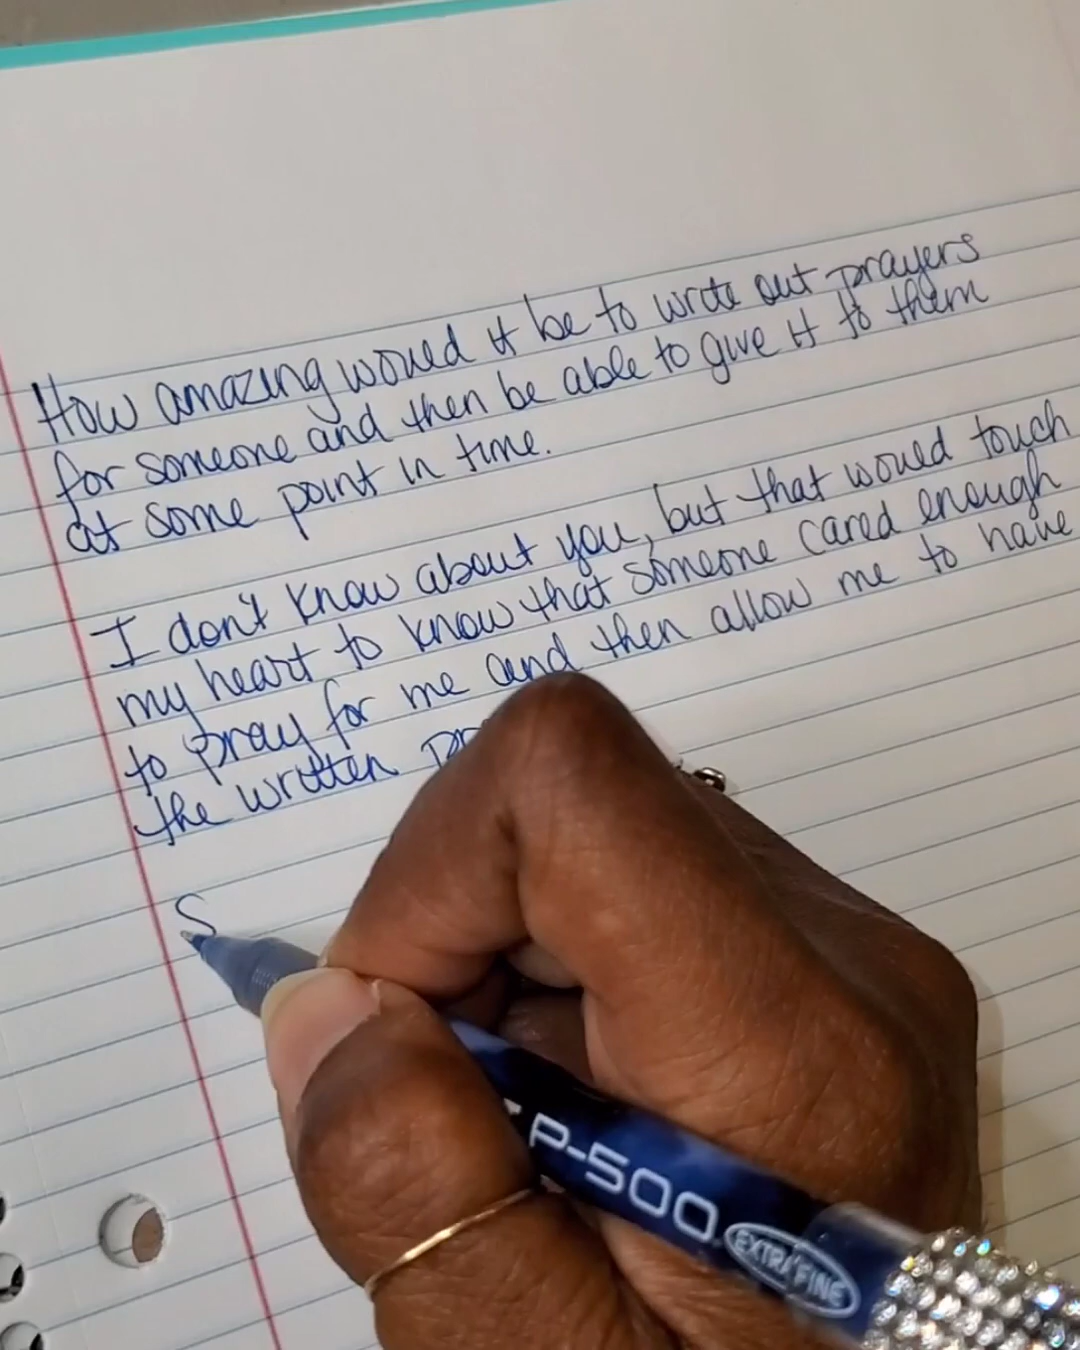 How amazing would it be to write out prayers
for someone and then be able to give it to them
at some point in time.
I don't know about you, but that would touch
my heart to know that someone cared enough
to pray for me and then allow me to have
the written
S
P-500
EXTRA FINE